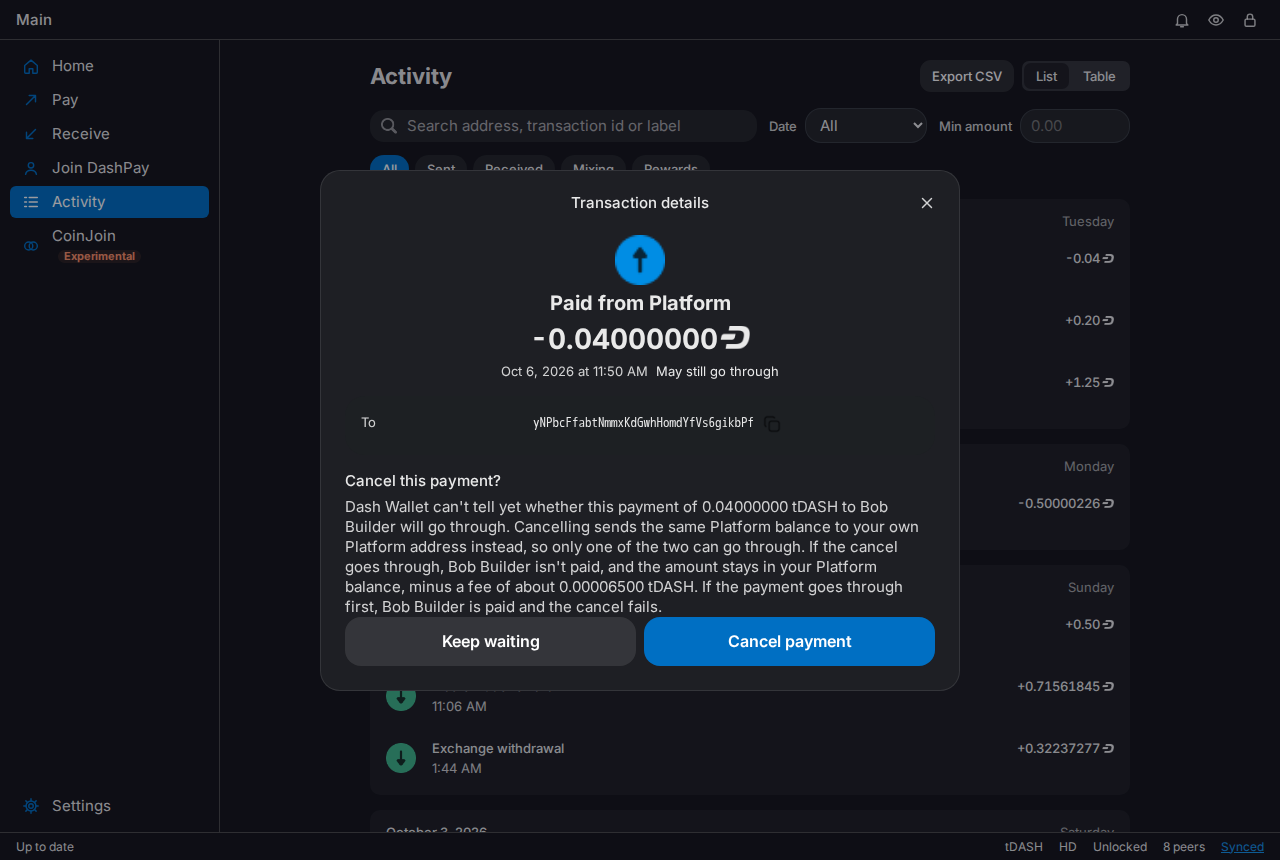 Main
Home
Pay
Receive
Join DashPay
Activity
CoinJoin
Experimental
Settings
Activity
Export CSV
List
Table
Search address, transaction id or label
Date
All
Min amount
0.00
All
Sent
Received
Mixing
Rewards
Tuesday
-0.04
+0.20
+1.25
Monday
-0.50000226
Sunday
+0.50
+0.71561845
11:06 AM
Exchange withdrawal
+0.32237277
1:44 AM
October 3, 2026
Saturday
Transaction details
Paid from Platform
-0.04000000
Oct 6, 2026 at 11:50 AM May still go through
To
yNPbcFfabtNmmxKdGwhHomdYfVs6gikbPf
Cancel this payment?
Dash Wallet can't tell yet whether this payment of 0.04000000 tDASH to Bob
Builder will go through. Cancelling sends the same Platform balance to your own
Platform address instead, so only one of the two can go through. If the cancel
goes through, Bob Builder isn't paid, and the amount stays in your Platform
balance, minus a fee of about 0.00006500 tDASH. If the payment goes through
first, Bob Builder is paid and the cancel fails.
Keep waiting
Cancel payment
Up to date
tDASH
HD
Unlocked
8 peers
Synced